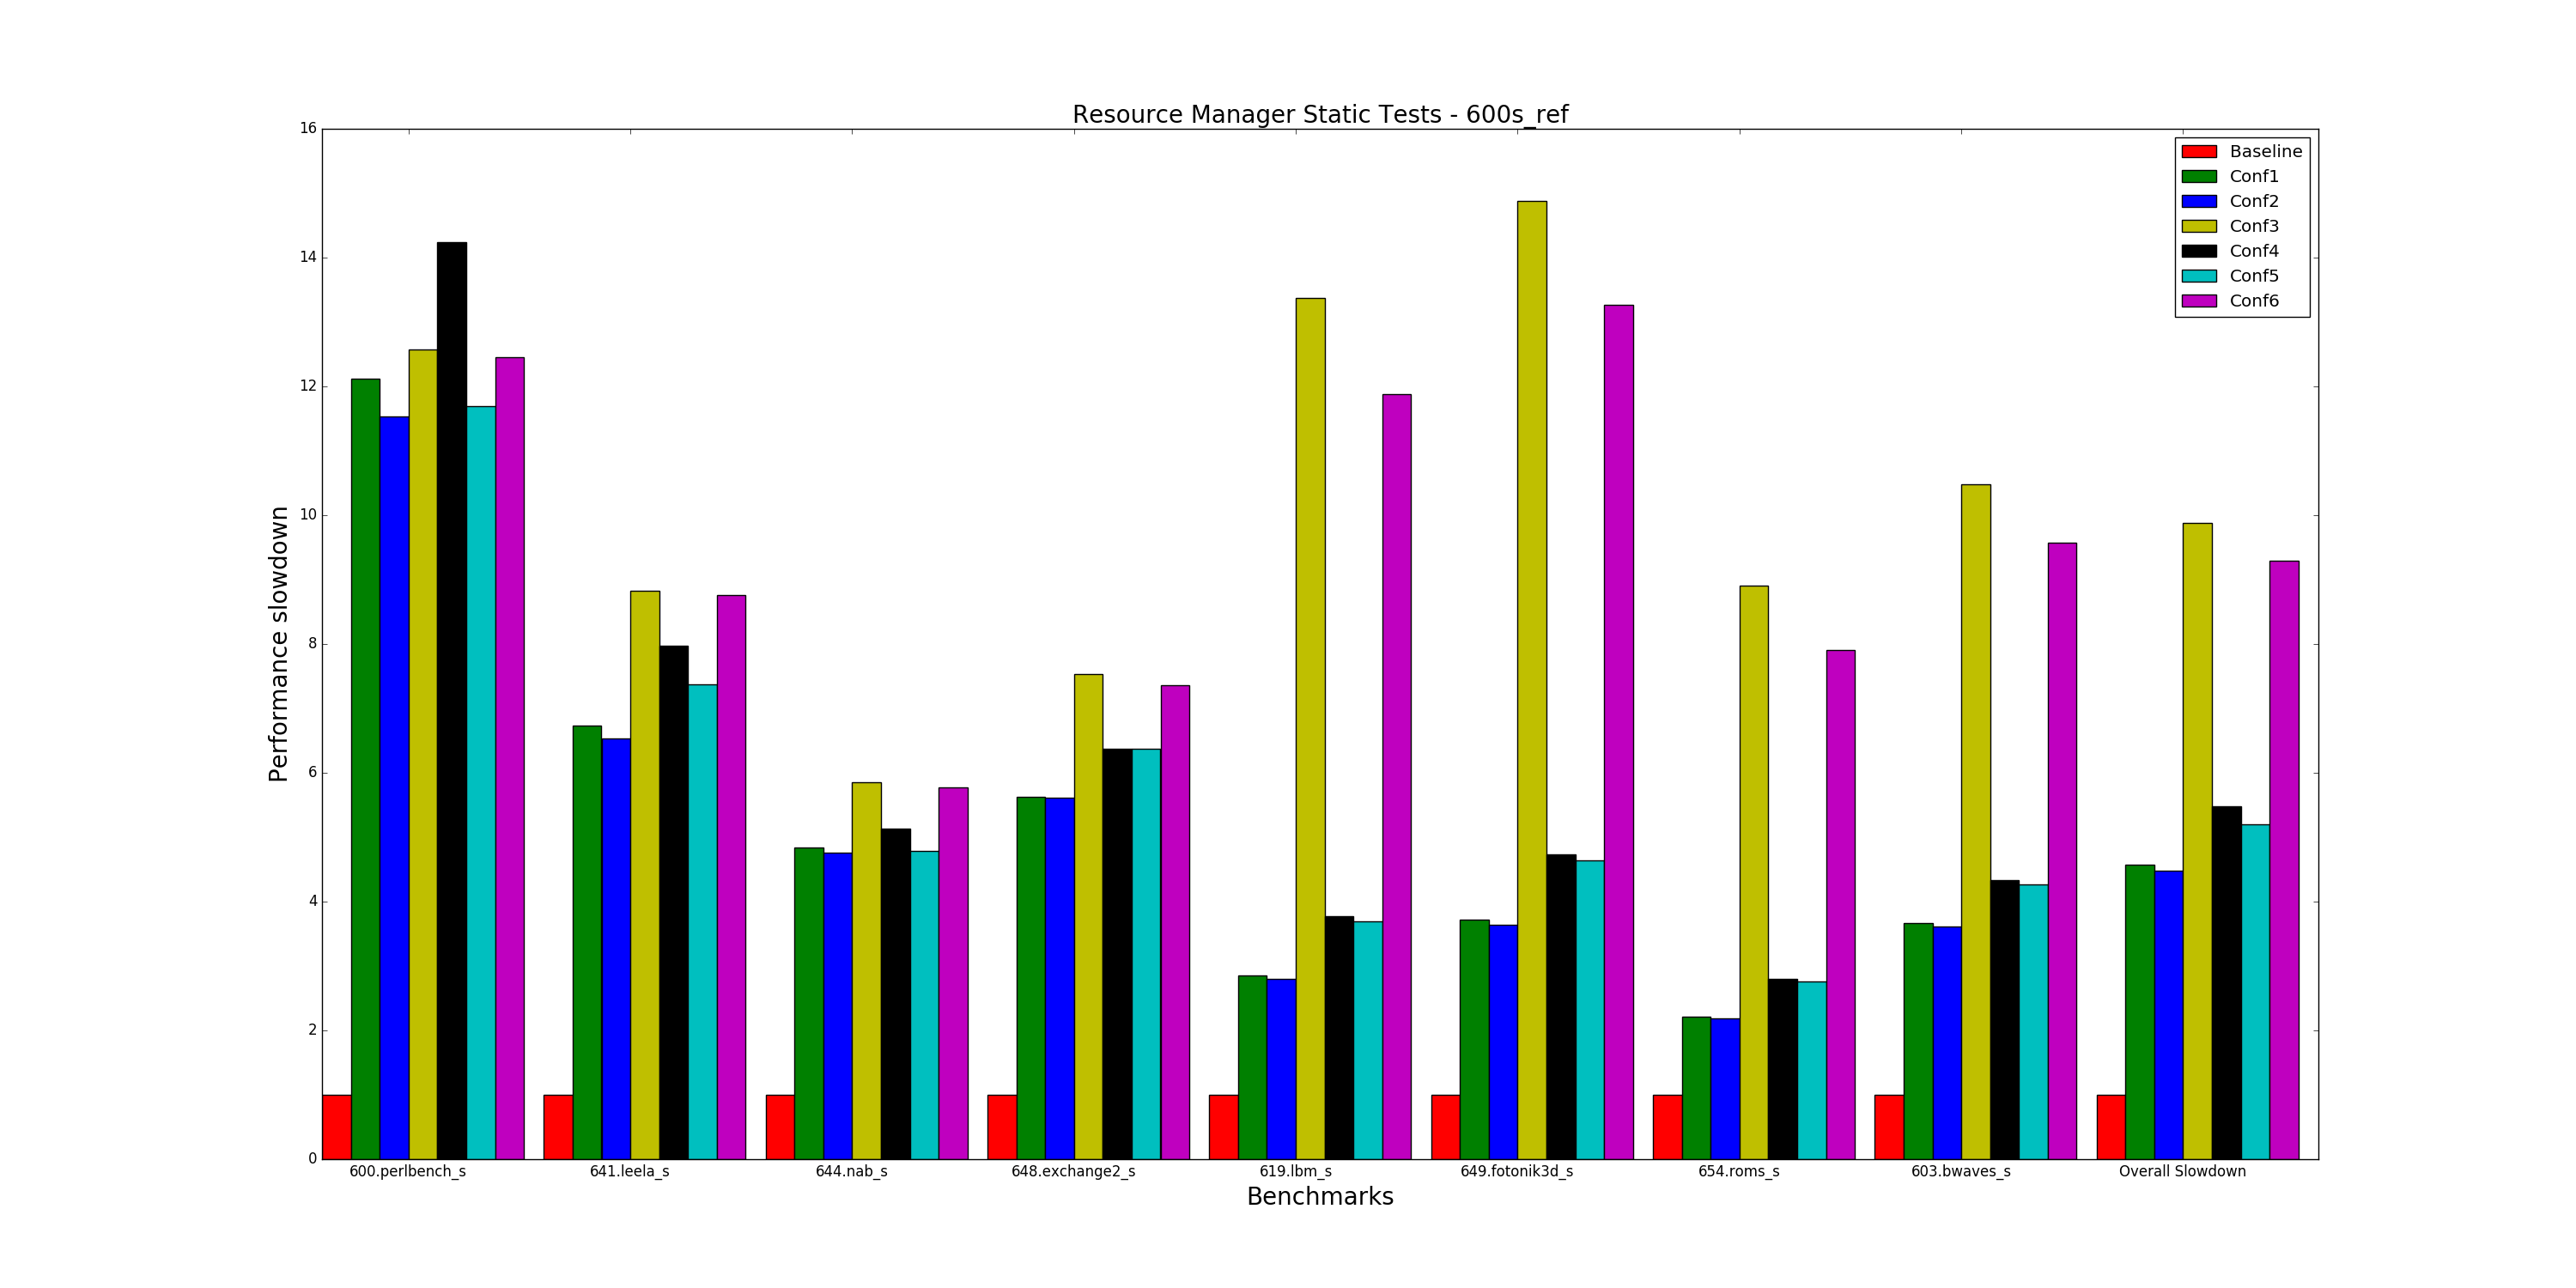 Resource Manager Static Tests - 600s_ref
16
14
12
10
8
6
4
2
0
Performance slowdown
Baseline
Conf1
Conf2
Conf3
Conf4
Conf5
Conf6
600.perlbench_s
641.leela_s
644.nab_s
648.exchange2_s
619.lbm_s
649.fotonik3d_s
654.roms_s
603.bwaves_s
Overall Slowdown
Benchmarks